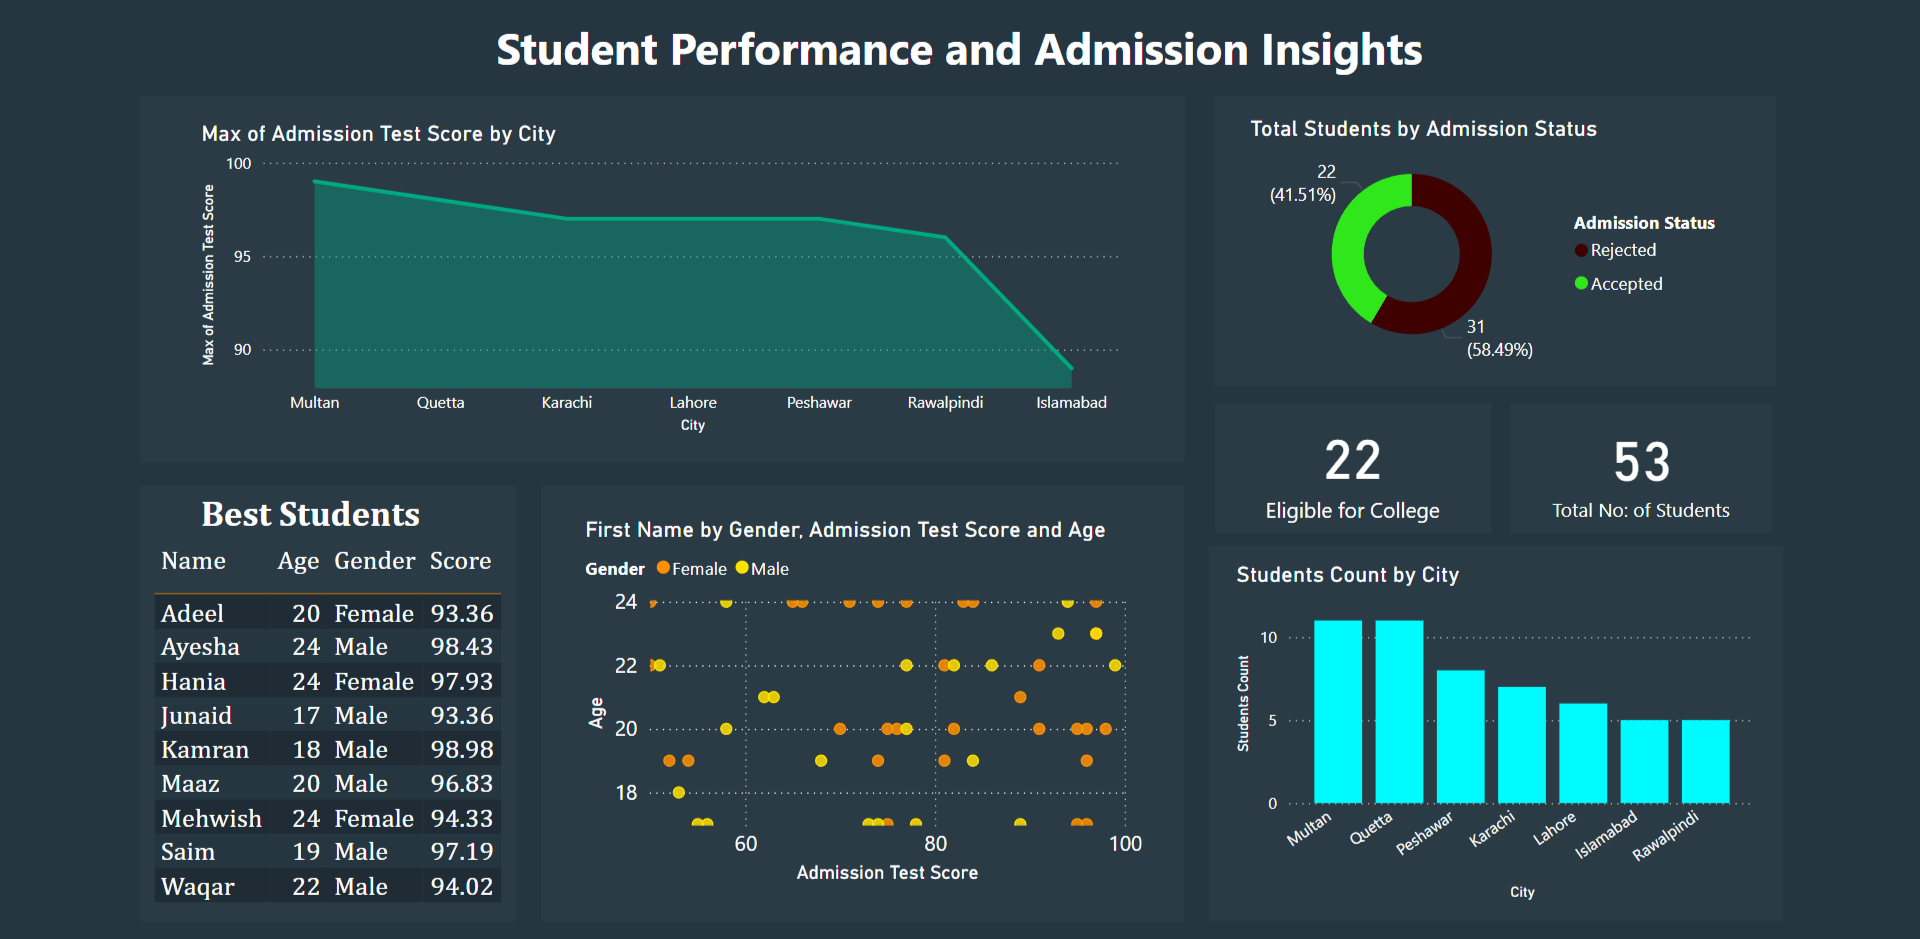 Student Performance and Admission Insights
Max of Admission Test Score by City
Max of Admission Test Score
100
95
90
Multan Quetta Karachi Lahore Peshawar Rawalpindi Islamabad
City
Total Students by Admission Status
22
(41.51%)
31
(58.49%)
Admission Status
Rejected
Accepted
22
Eligible for College
53
Total No: of Students
Best Students
Name Age Gender Score
Adeel 20 Female 93.36
Ayesha 24 Male 98.43
Hania 24 Female 97.93
Junaid 17 Male 93.36
Kamran 18 Male 98.98
Maaz 20 Male 96.83
Mehwish 24 Female 94.33
Saim 19 Male 97.19
Waqar 22 Male 94.02
First Name by Gender, Admission Test Score and Age
Gender Female Male
Age
24
22
20
18
60 80 100
Admission Test Score
Students Count by City
Students Count
10
5
0
Multan Quetta Peshawar Karachi Lahore Islamabad Rawalpindi
City